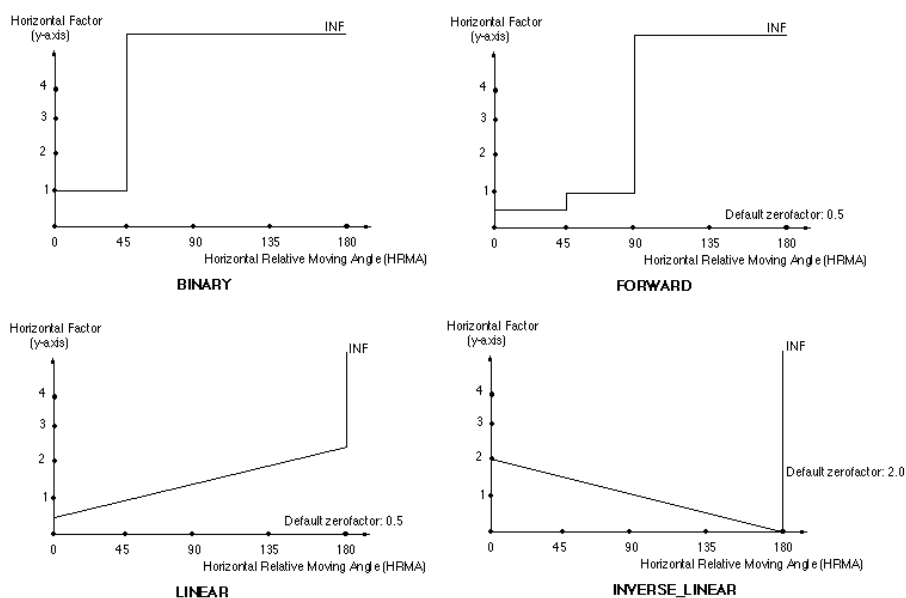 Horizontal Factor
(y-axis)
INF
4
3
2
1
0 45 90 135 180
Horizontal Relative Moving Angle (HRMA)
BINARY
Horizontal Factor
(y-axis)
INF
4
3
2
1
Default zerofactor: 0.5
0 45 90 135 180
Horizontal Relative Moving Angle (HRMA)
FORWARD
Horizontal Factor
(y-axis)
INF
4
3
2
1
Default zerofactor: 0.5
0 45 90 135 180
Horizontal Relative Moving Angle (HRMA)
LINEAR
Horizontal Factor
(y-axis)
INF
4
3
2
1
Default zerofactor: 2.0
0 45 90 135 180
Horizontal Relative Moving Angle (HRMA)
INVERSE_LINEAR